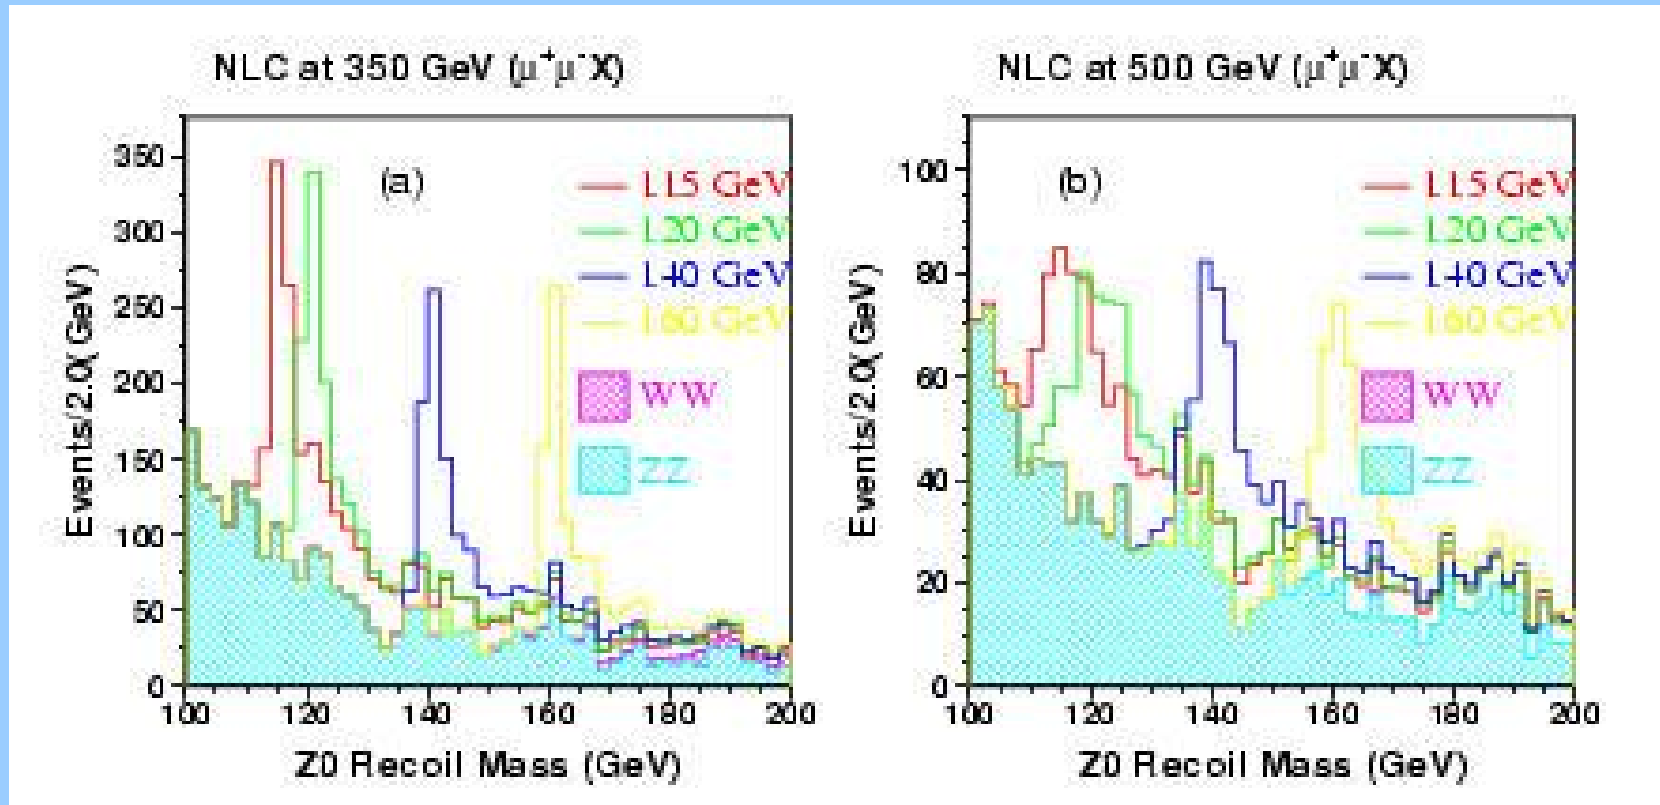 NLC at 350 GeV (μ⁺μ⁻X)
(a)
115 GeV
120 GeV
140 GeV
160 GeV
WW
ZZ
350
300
250
200
150
100
50
0
Events/2.0(GeV)
100 120 140 160 180 200
Z0 Recoil Mass (GeV)
NLC at 500 GeV (μ⁺μ⁻X)
(b)
115 GeV
120 GeV
140 GeV
160 GeV
WW
ZZ
100
80
60
40
20
0
Events/2.0(GeV)
100 120 140 160 180 200
Z0 Recoil Mass (GeV)